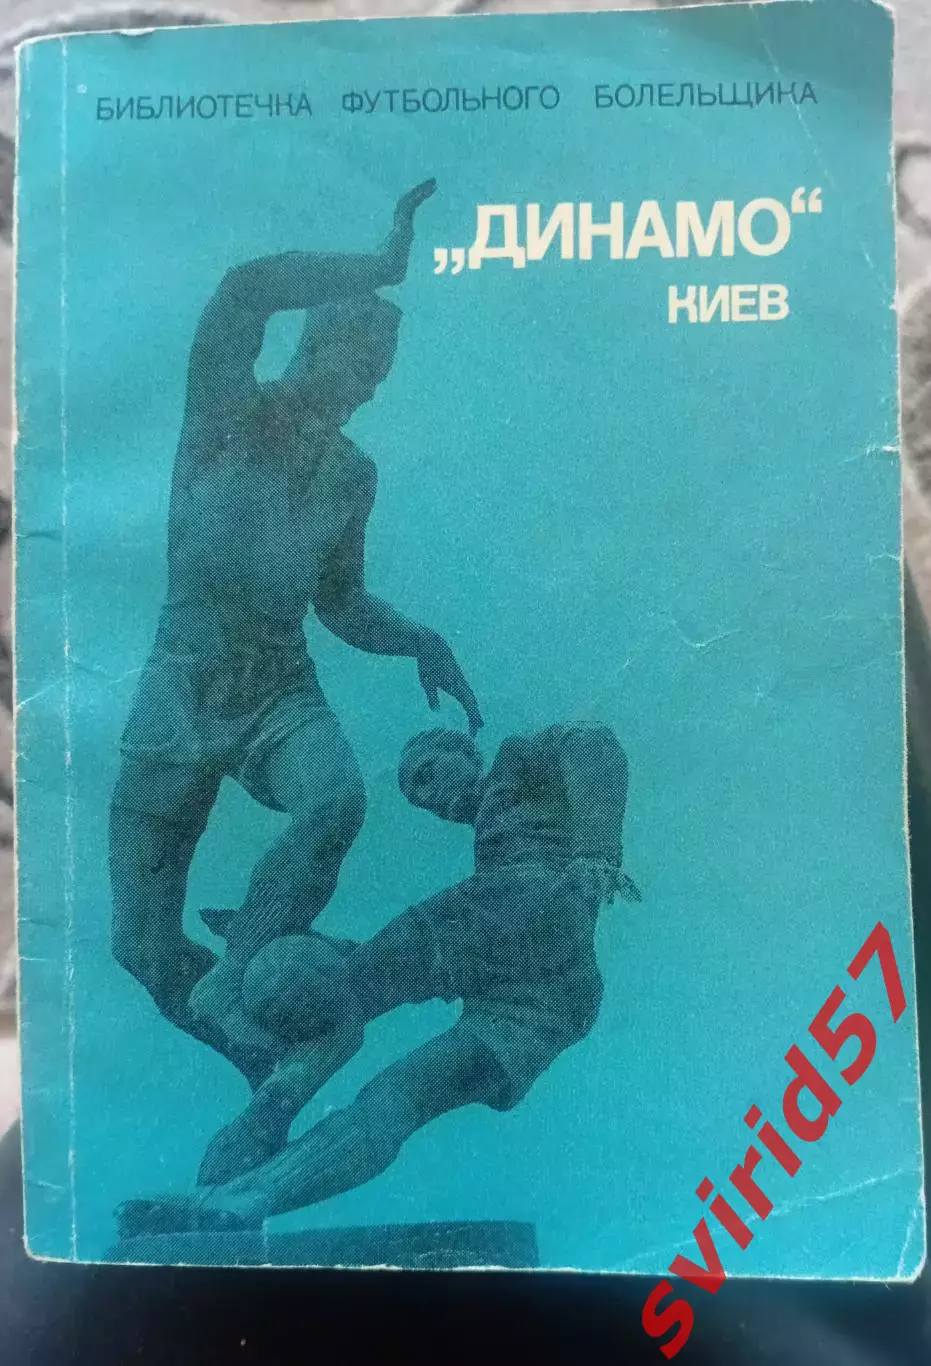 БИБЛИОТЕЧКА ФУТБОЛЬНОГО БОЛЕЛЬЩИКА
„ДИНАМО“
КИЕВ
svirid57